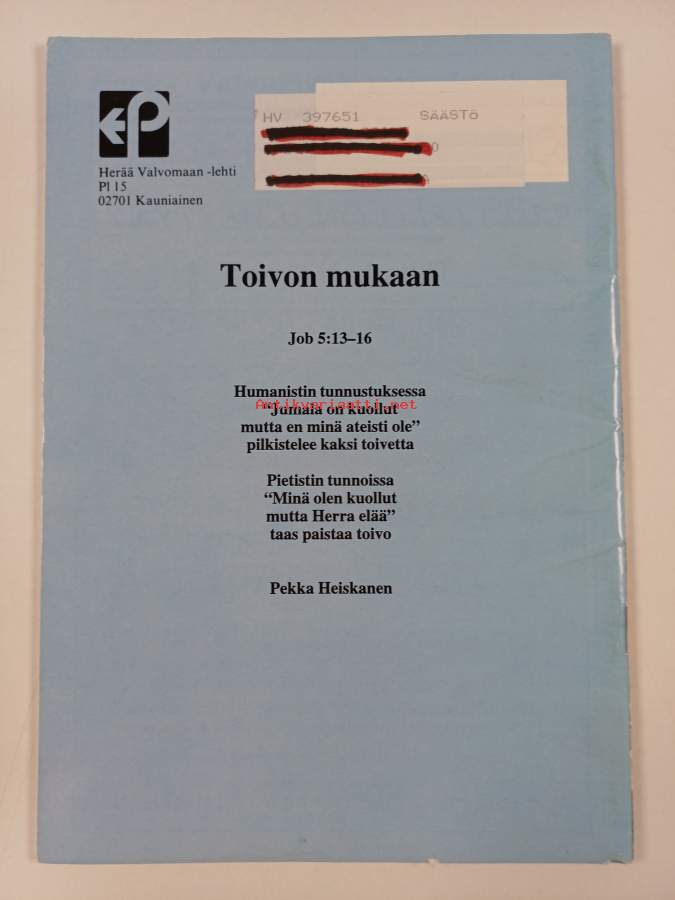 EP
HV 397651 SÄÄSTÖ
Herää Valvomaan -lehti
Pl 15
02701 Kauniainen
Toivon mukaan
Job 5:13–16
Humanistin tunnustuksessa
Antikvariaatti.net
“Jumala on kuollut
mutta en minä ateisti ole”
pilkistelee kaksi toivetta
Pietistin tunnoissa
“Minä olen kuollut
mutta Herra elää”
taas paistaa toivo
Pekka Heiskanen